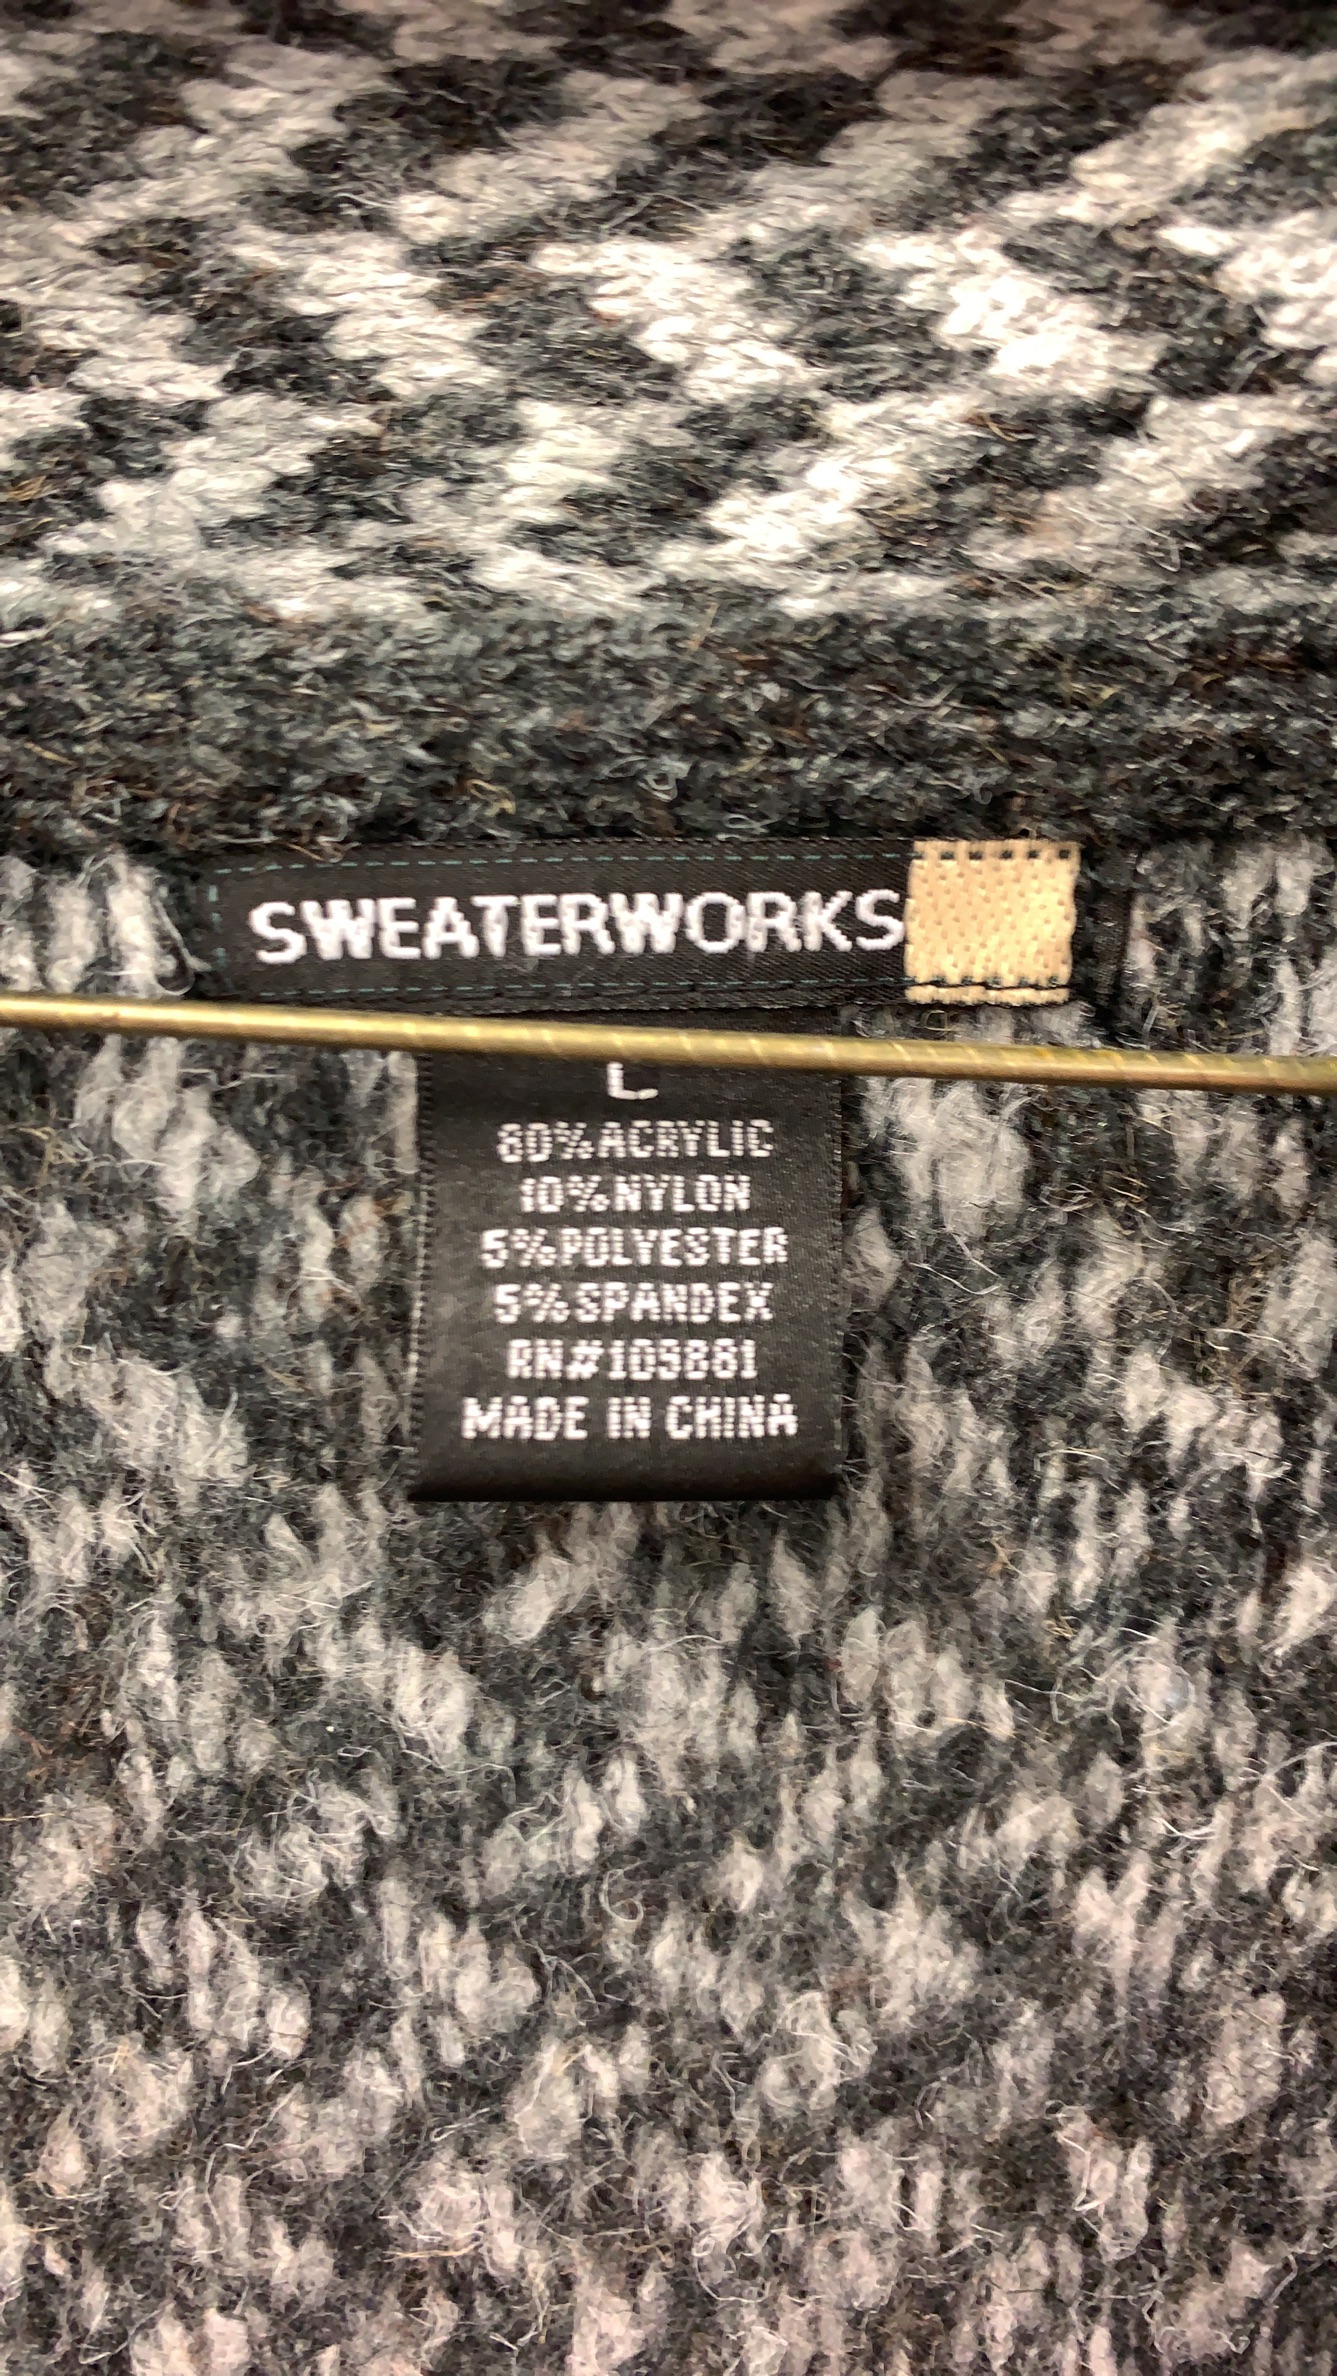 SWEATERWORKS
L
80%ACRYLIC
10%NYLON
5%POLYESTER
5%SPANDEX
RN#109881
MADE IN CHINA